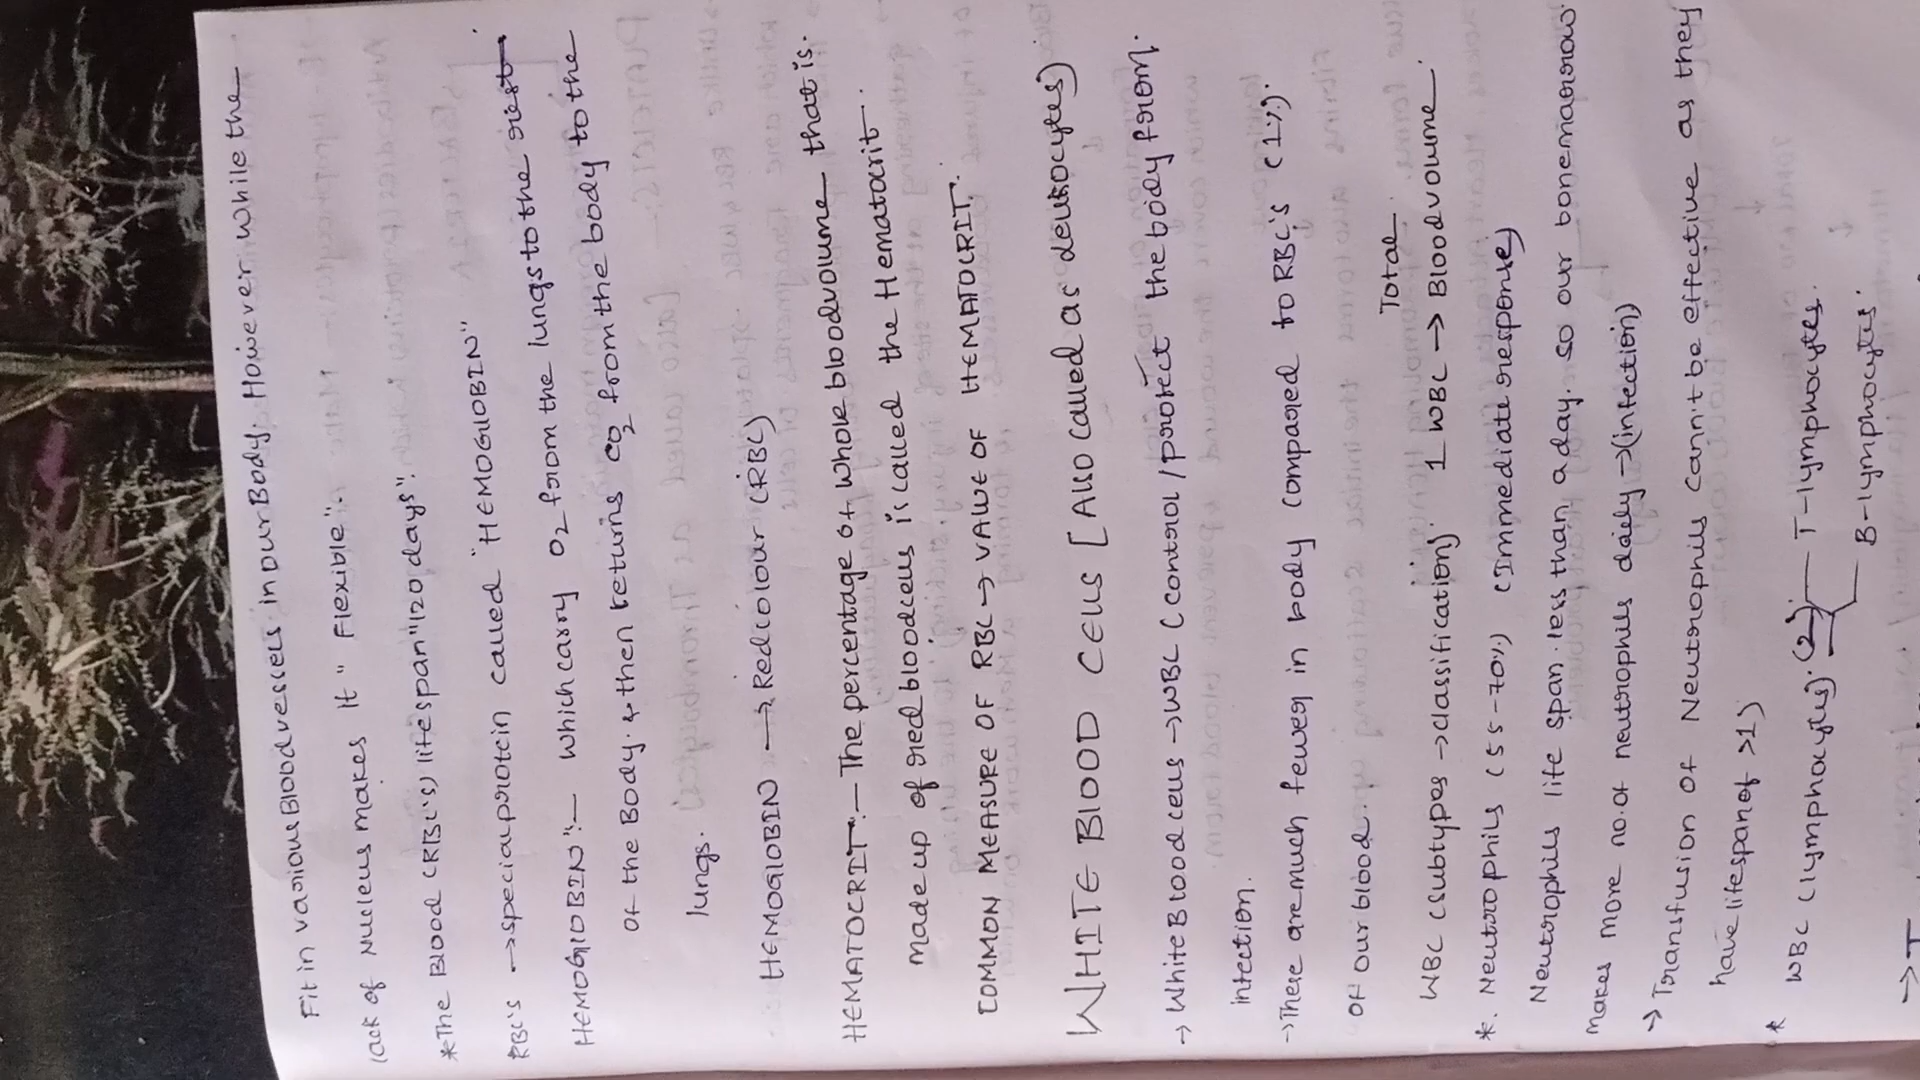 Fit in various Blood vessels in our Body. However while the
lack of Nucleus makes It " Flexible".
*The Blood (RBC's) life span "120 days".
RBC's → special protein called "HEMOGLOBIN"
HEMOGLOBIN":- which carry O2 from the lungs to the rest
of the Body. & then returns CO2 from the body to the
lungs.
HEMOGLOBIN → Red colour (RBC)
HEMATOCRIT:- The percentage of whole blood volume that is.
made up of red blood cells is called the Hematocrit.
COMMON MEASURE OF RBC → VALUE OF HEMATOCRIT.
WHITE BLOOD CELLS [Also called as leukocytes)
→ White Blood cells → WBC (control / protect the body from.
infection.
→ There are much fewer in body compared to RBC's (1%).
Of our blood. 1 WBC → Total Blood volume.
WBC (subtypes → classification).
*. Neutrophils (55-70%) (Immediate response)
Neutrophils life span. less than a day. so our bonemarrow.
makes more no. of neutrophils daily → (infection)
→ Transfusion of Neutrophils cann't be effective as they
have lifespan of >1)
* WBC (lymphocytes). (2) T-lymphocytes.
B-lymphocytes.